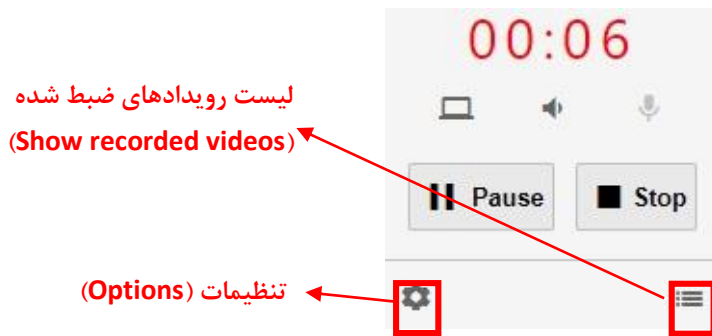 00:06
لیست رویدادهای ضبط شده
(Show recorded videos)
Pause
Stop
تنظیمات (Options)